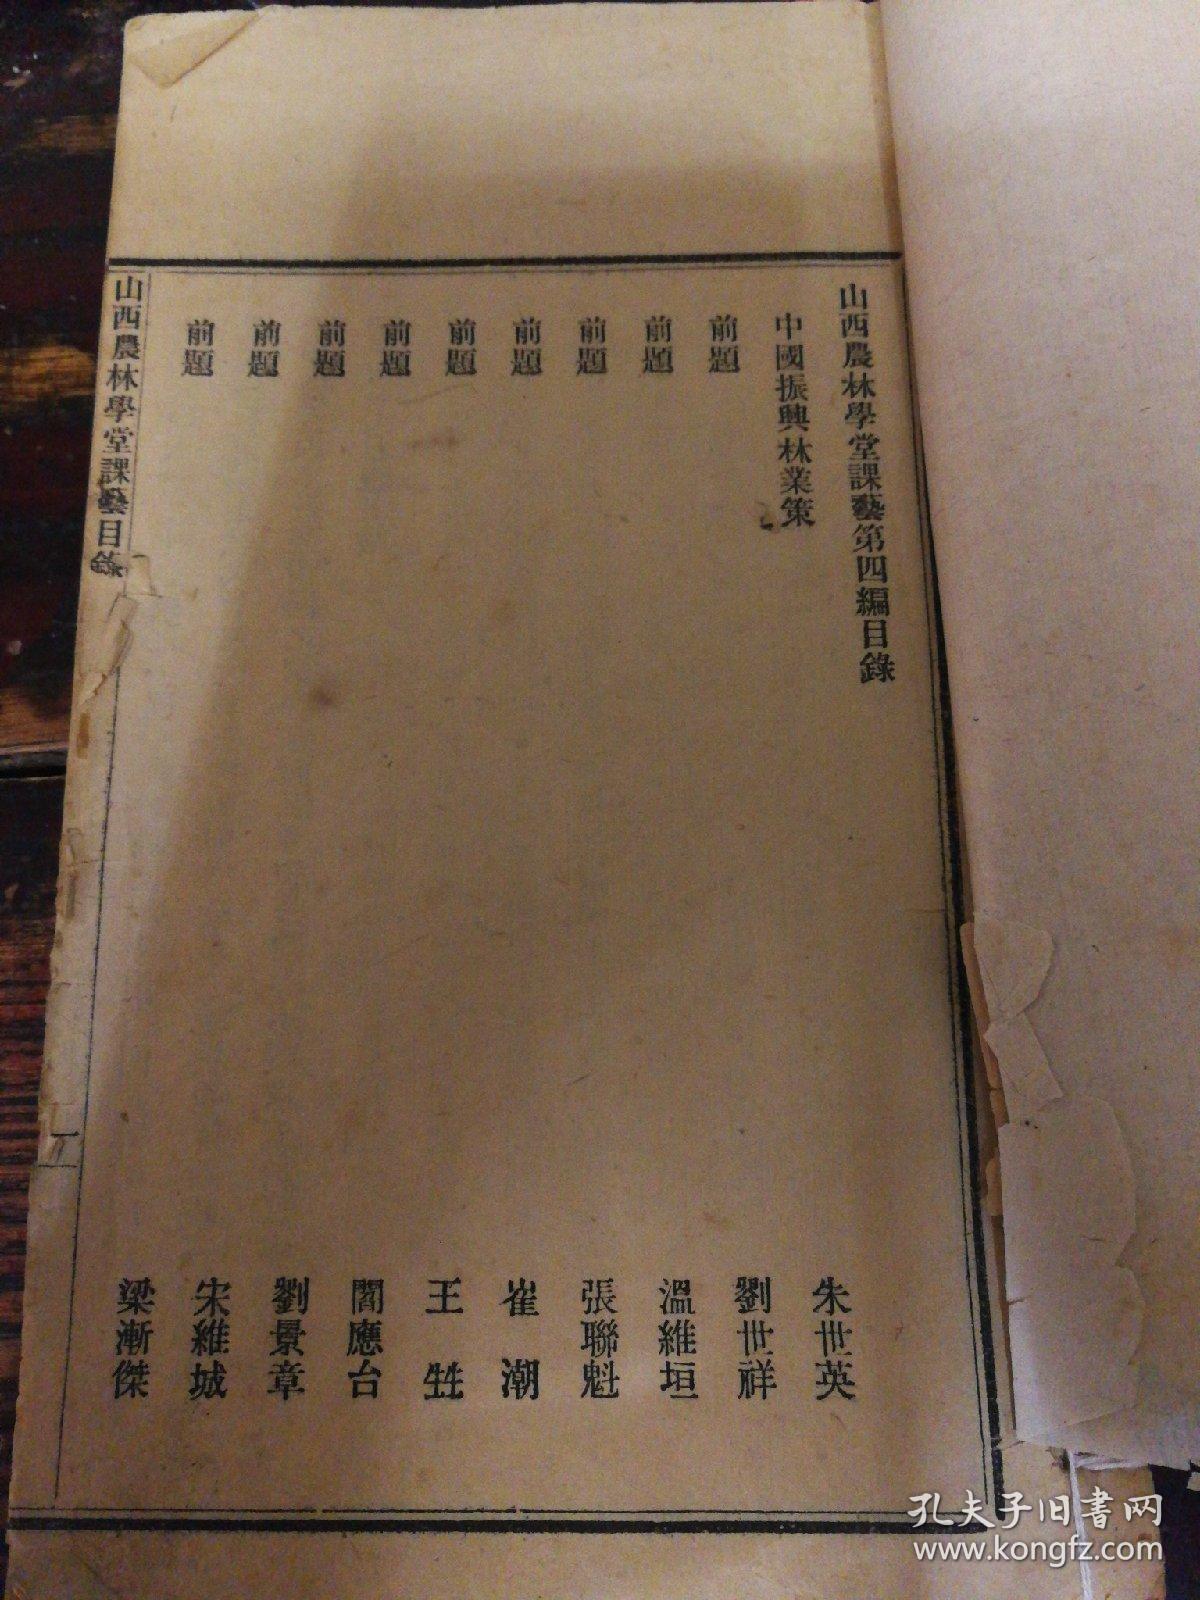 山西農林學堂課藝第四編目錄
中國振興林業策 朱世英
前題 劉世祥
前題 溫維垣
前題 張聯魁
前題 崔潮
前題 王甡
前題 閻應台
前題 劉景章
前題 宋維城
前題 梁漸傑
山西農林學堂課藝目錄
一
孔夫子旧书网
www.kongfz.com